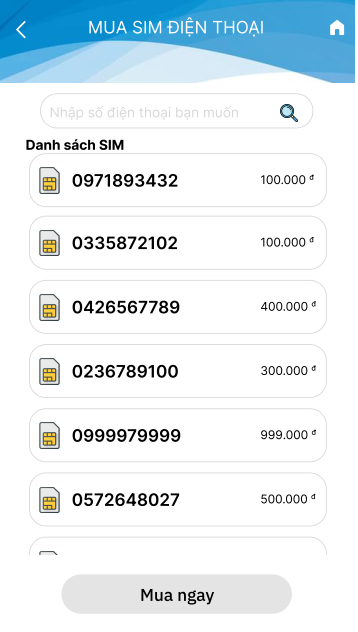 MUA SIM ĐIỆN THOẠI
Nhập số điện thoại bạn muốn
Danh sách SIM
0971893432 100.000 đ
0335872102 100.000 đ
0426567789 400.000 đ
0236789100 300.000 đ
0999979999 999.000 đ
0572648027 500.000 đ
Mua ngay